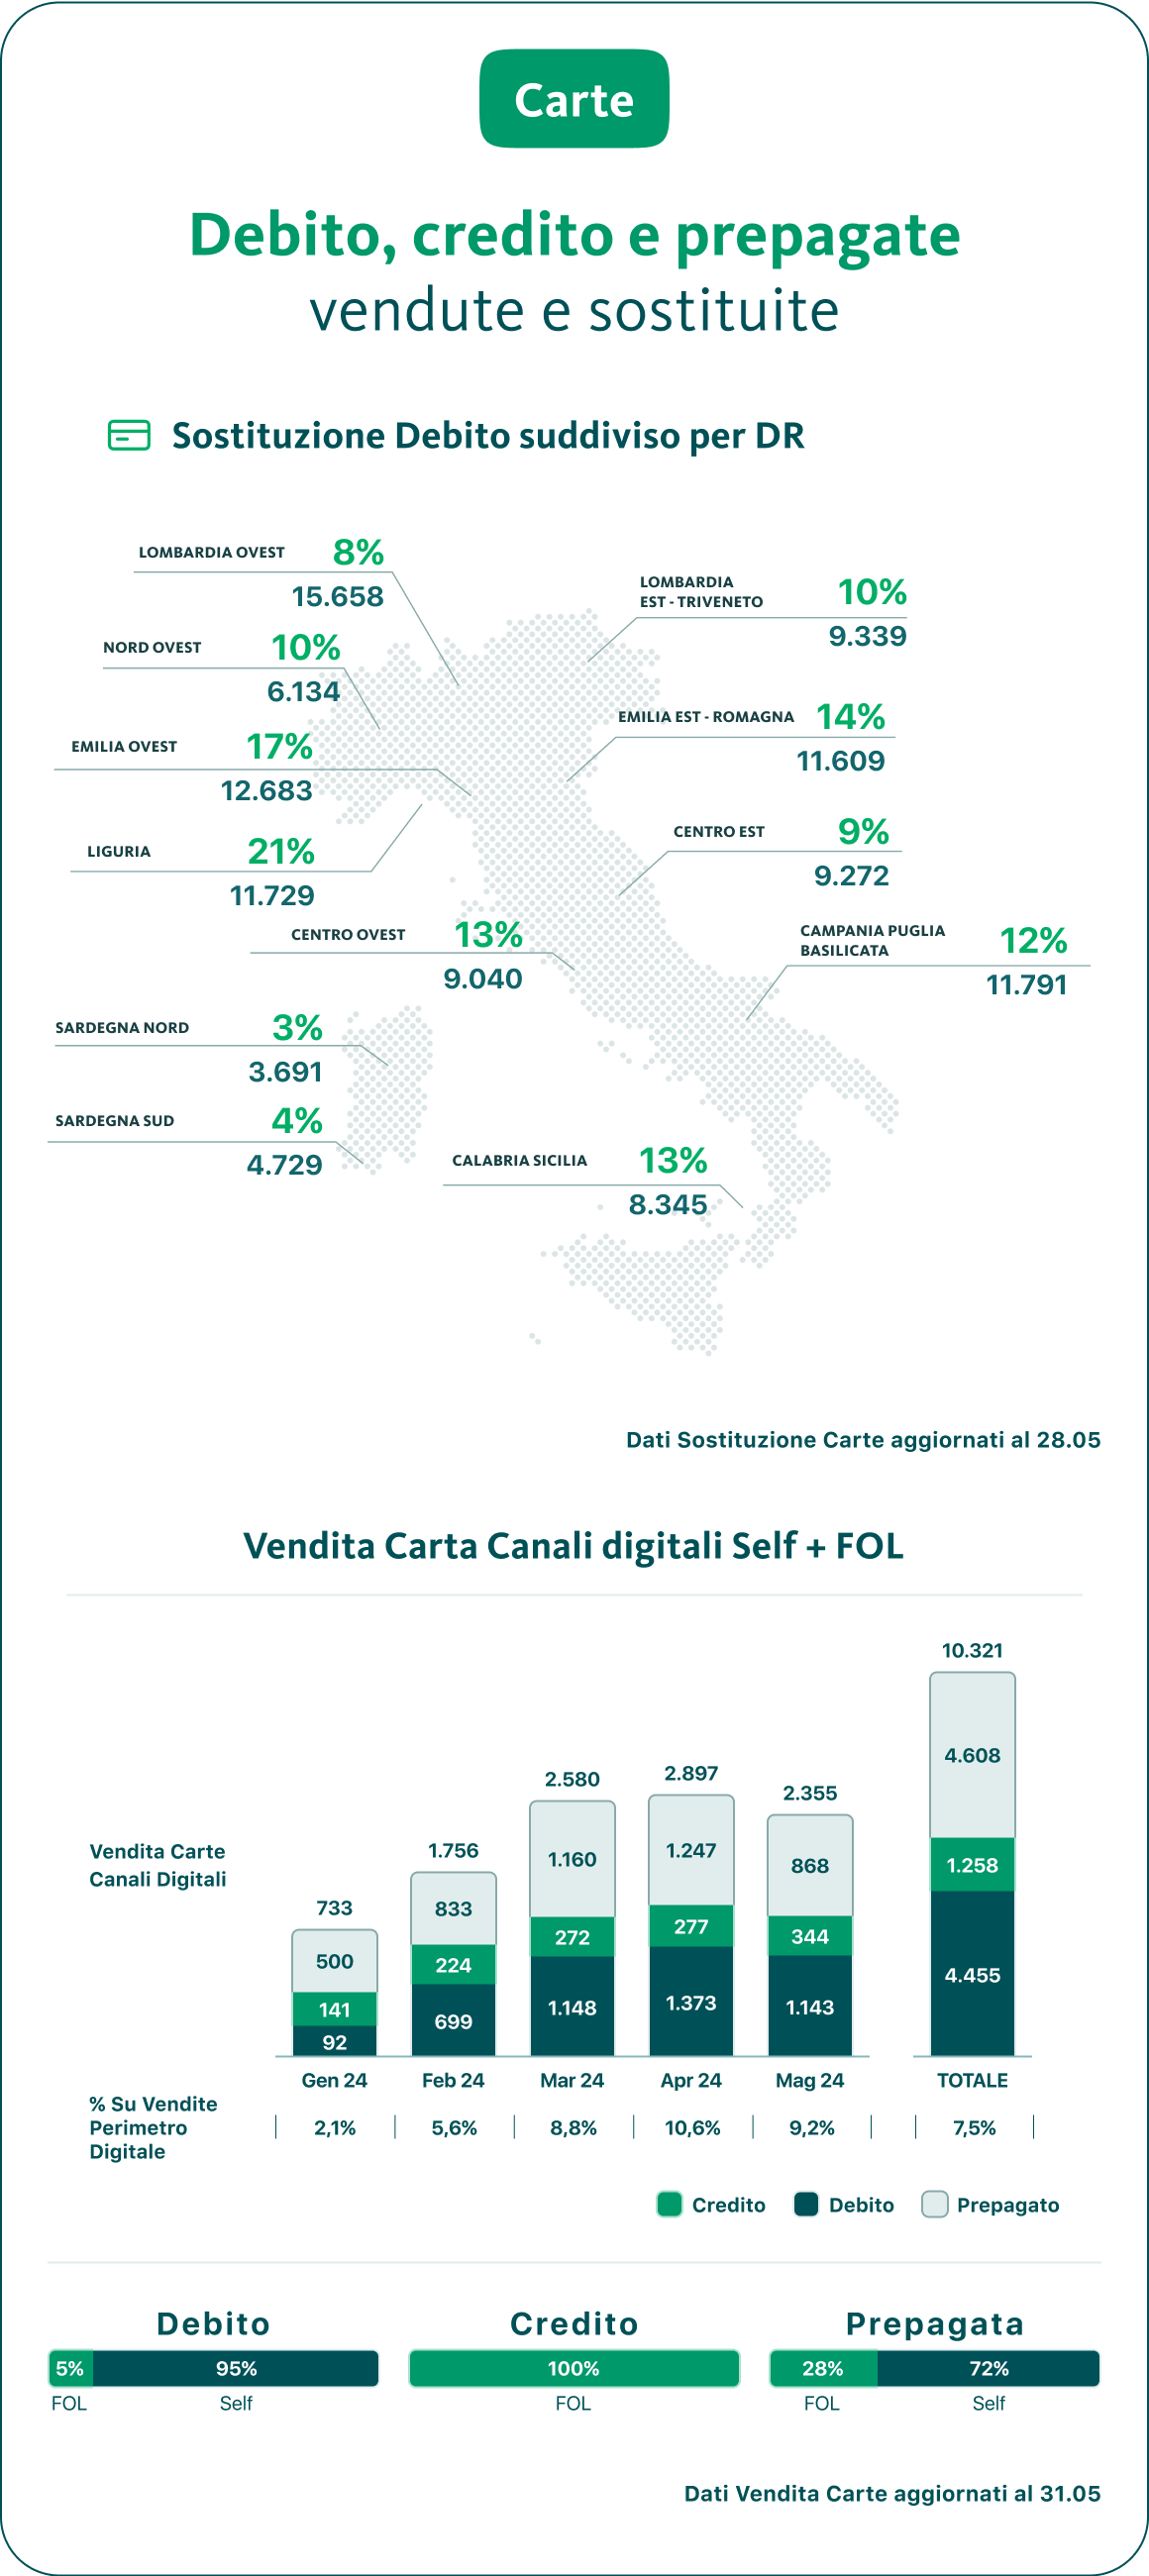 Carte
Debito, credito e prepagate
vendute e sostituite
Sostituzione Debito suddiviso per DR
LOMBARDIA OVEST 8%
15.658
LOMBARDIA
EST - TRIVENETO 10%
9.339
NORD OVEST 10%
6.134
EMILIA EST - ROMAGNA 14%
11.609
EMILIA OVEST 17%
12.683
CENTRO EST 9%
9.272
LIGURIA 21%
11.729
CENTRO OVEST 13%
9.040
CAMPANIA PUGLIA
BASILICATA 12%
11.791
SARDEGNA NORD 3%
3.691
SARDEGNA SUD 4%
4.729
CALABRIA SICILIA 13%
8.345
Dati Sostituzione Carte aggiornati al 28.05
Vendita Carta Canali digitali Self + FOL
Vendita Carte
Canali Digitali
733
500
141
92
1.756
833
224
699
2.580
1.160
272
1.148
2.897
1.247
277
1.373
2.355
868
344
1.143
10.321
4.608
1.258
4.455
Gen 24 Feb 24 Mar 24 Apr 24 Mag 24 TOTALE
% Su Vendite
Perimetro
Digitale
2,1% 5,6% 8,8% 10,6% 9,2% 7,5%
Credito Debito Prepagato
Debito
5% 95%
FOL Self
Credito
100%
FOL
Prepagata
28% 72%
FOL Self
Dati Vendita Carte aggiornati al 31.05